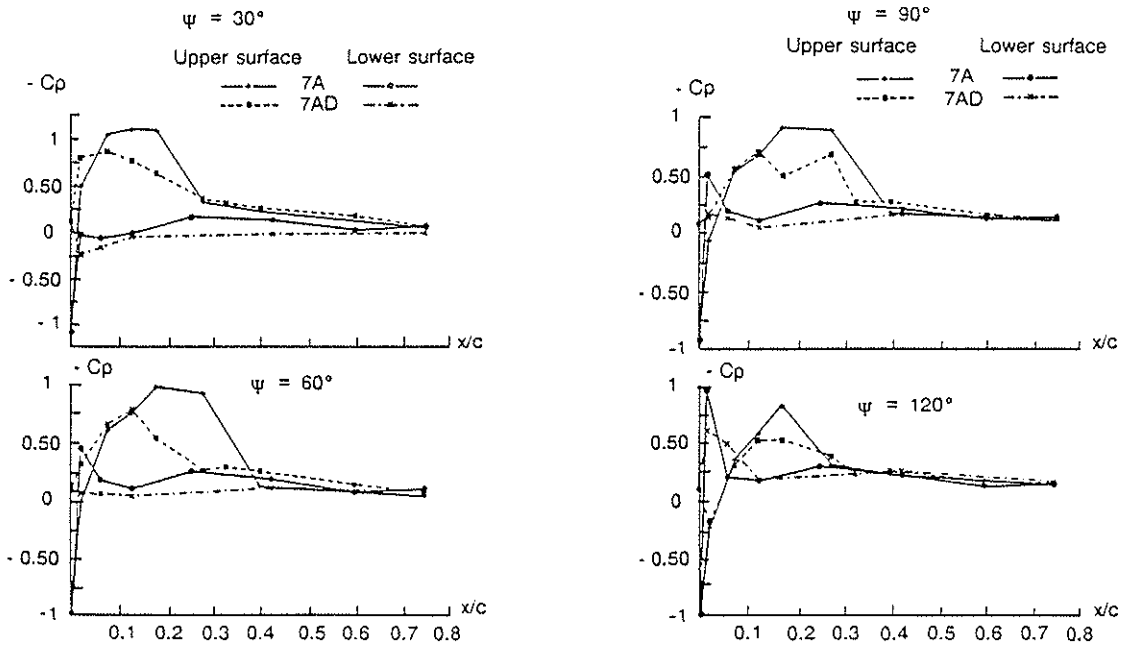 ψ = 30°
Upper surface Lower surface
7A
7AD
- Cρ
1
0.50
0
- 0.50
- 1
x/c
ψ = 90°
Upper surface Lower surface
7A
7AD
- Cρ
1
0.50
0
- 0.50
-1
x/c
- Cρ
ψ = 60°
1
0.50
0
- 0.50
-1
0.1 0.2 0.3 0.4 0.5 0.6 0.7 0.8
x/c
- Cρ
ψ = 120°
1
0.50
0
- 0.50
-1
0.1 0.2 0.3 0.4 0.5 0.6 0.7 0.8
x/c